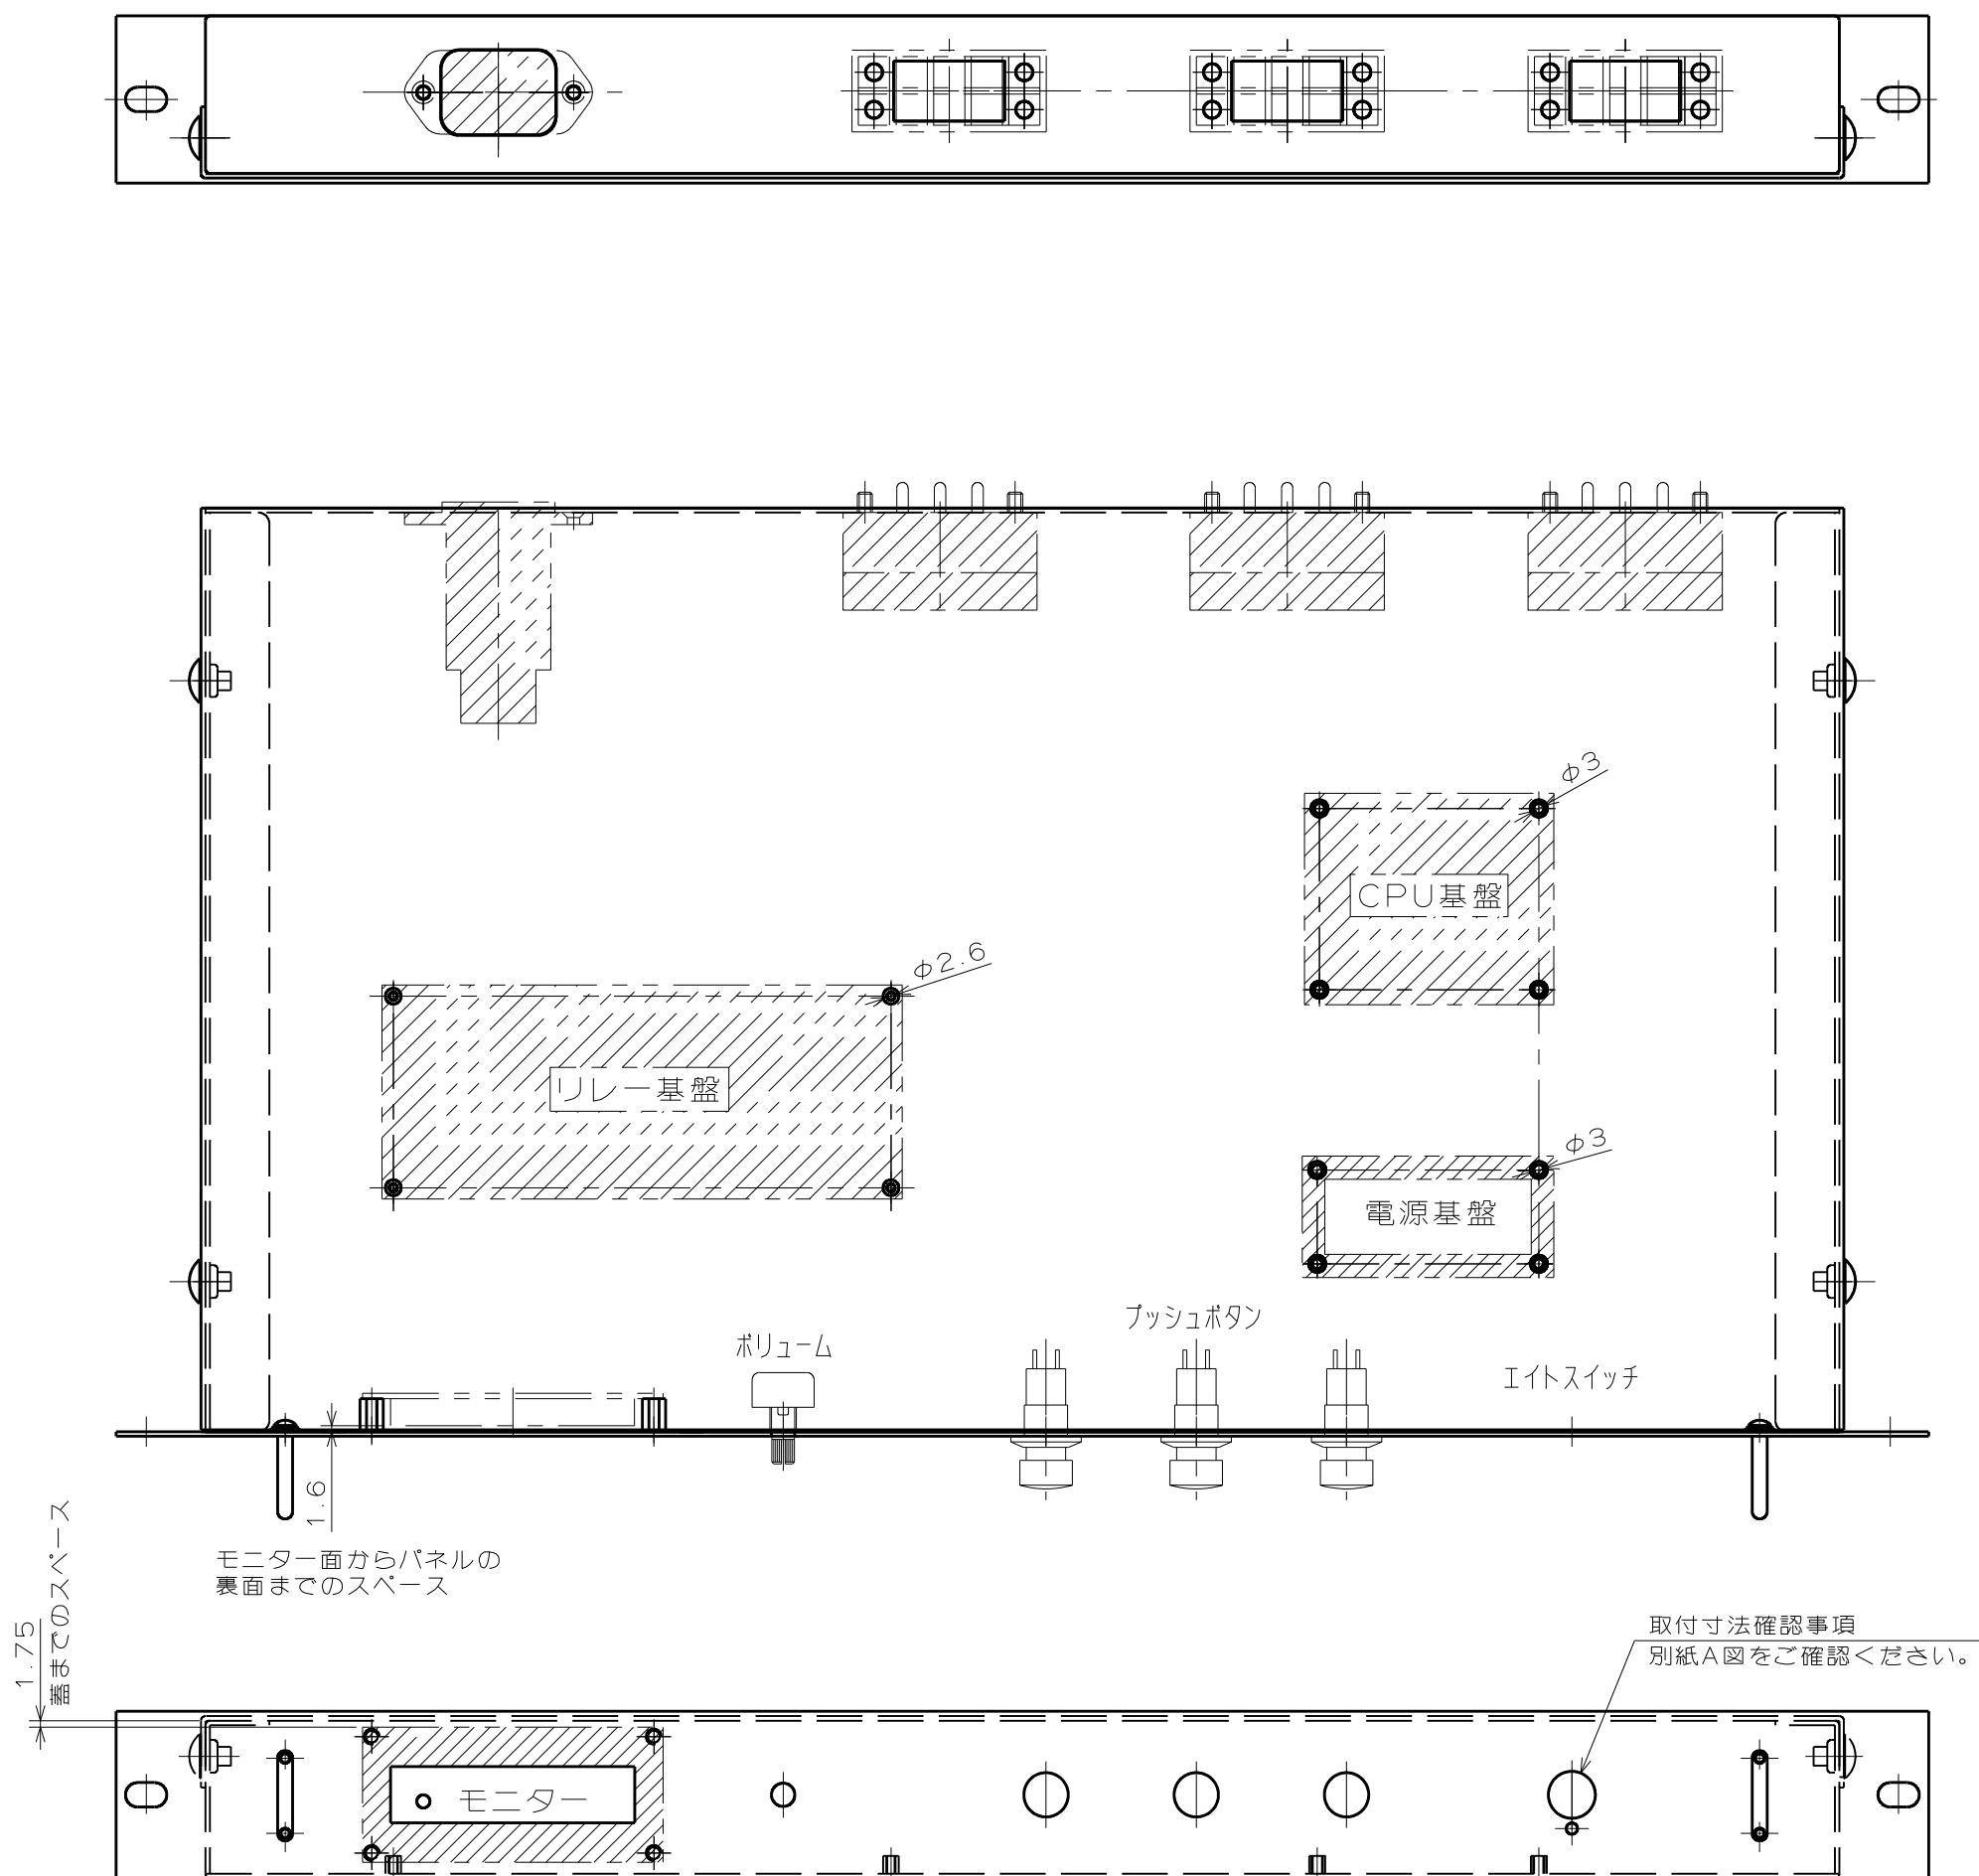 φ3
CPU基盤
φ2.6
リレー基盤
φ3
電源基盤
プッシュボタン
ボリューム
エイトスイッチ
1.6
モニター面からパネルの
裏面までのスペース
1.75
蓋までのスペース
取付寸法確認事項
別紙A図をご確認ください。
モニター